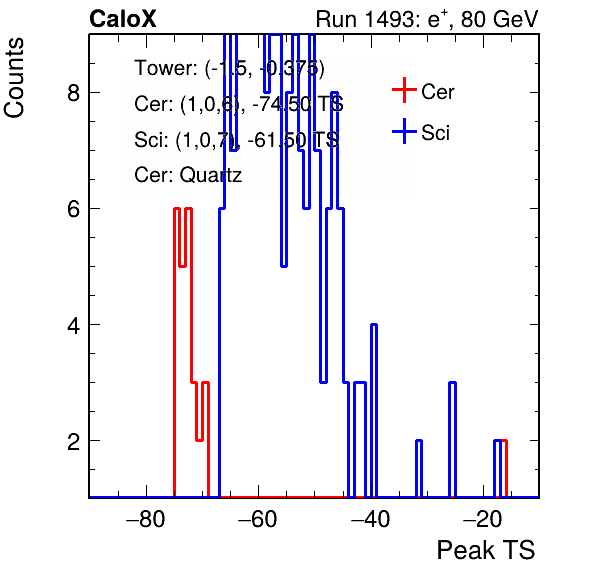 CaloX Run 1493: e⁺, 80 GeV
Counts
Tower: (-1.5, -0.375)
Cer: (1,0,6), -74.50 TS
Sci: (1,0,7), -61.50 TS
Cer: Quartz
Cer
Sci
8
6
4
2
−80 −60 −40 −20
Peak TS